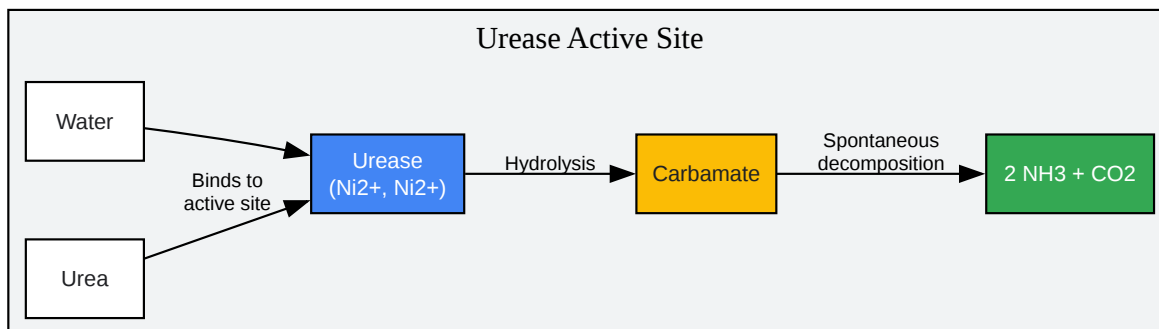 Urease Active Site
Water
Urea
Binds to
active site
Urease
(Ni2+, Ni2+)
Hydrolysis
Carbamate
Spontaneous
decomposition
2 NH3 + CO2